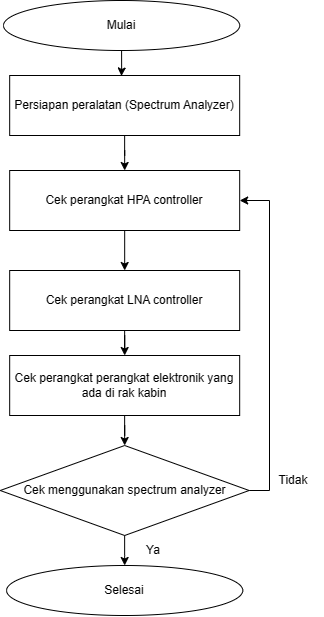 Mulai
Persiapan peralatan (Spectrum Analyzer)
Cek perangkat HPA controller
Cek perangkat LNA controller
Cek perangkat perangkat elektronik yang
ada di rak kabin
Cek menggunakan spectrum analyzer
Tidak
Ya
Selesai